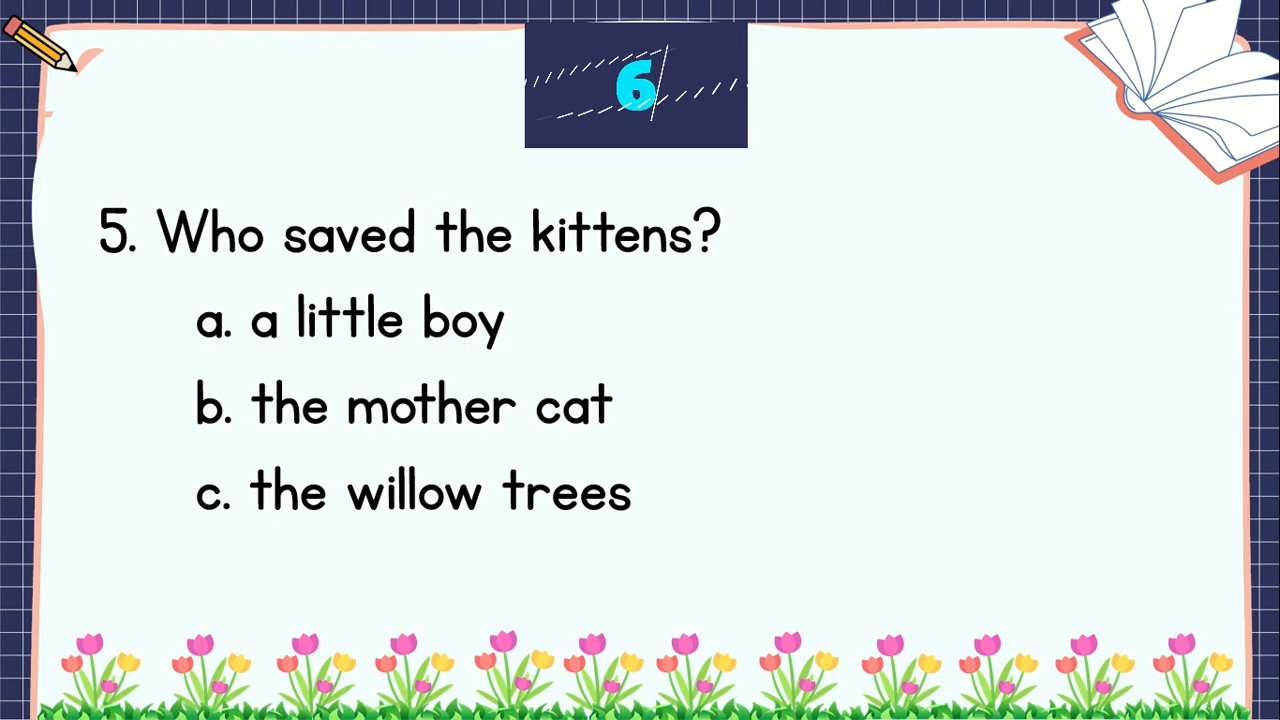 6
5. Who saved the kittens?
a. a little boy
b. the mother cat
c. the willow trees